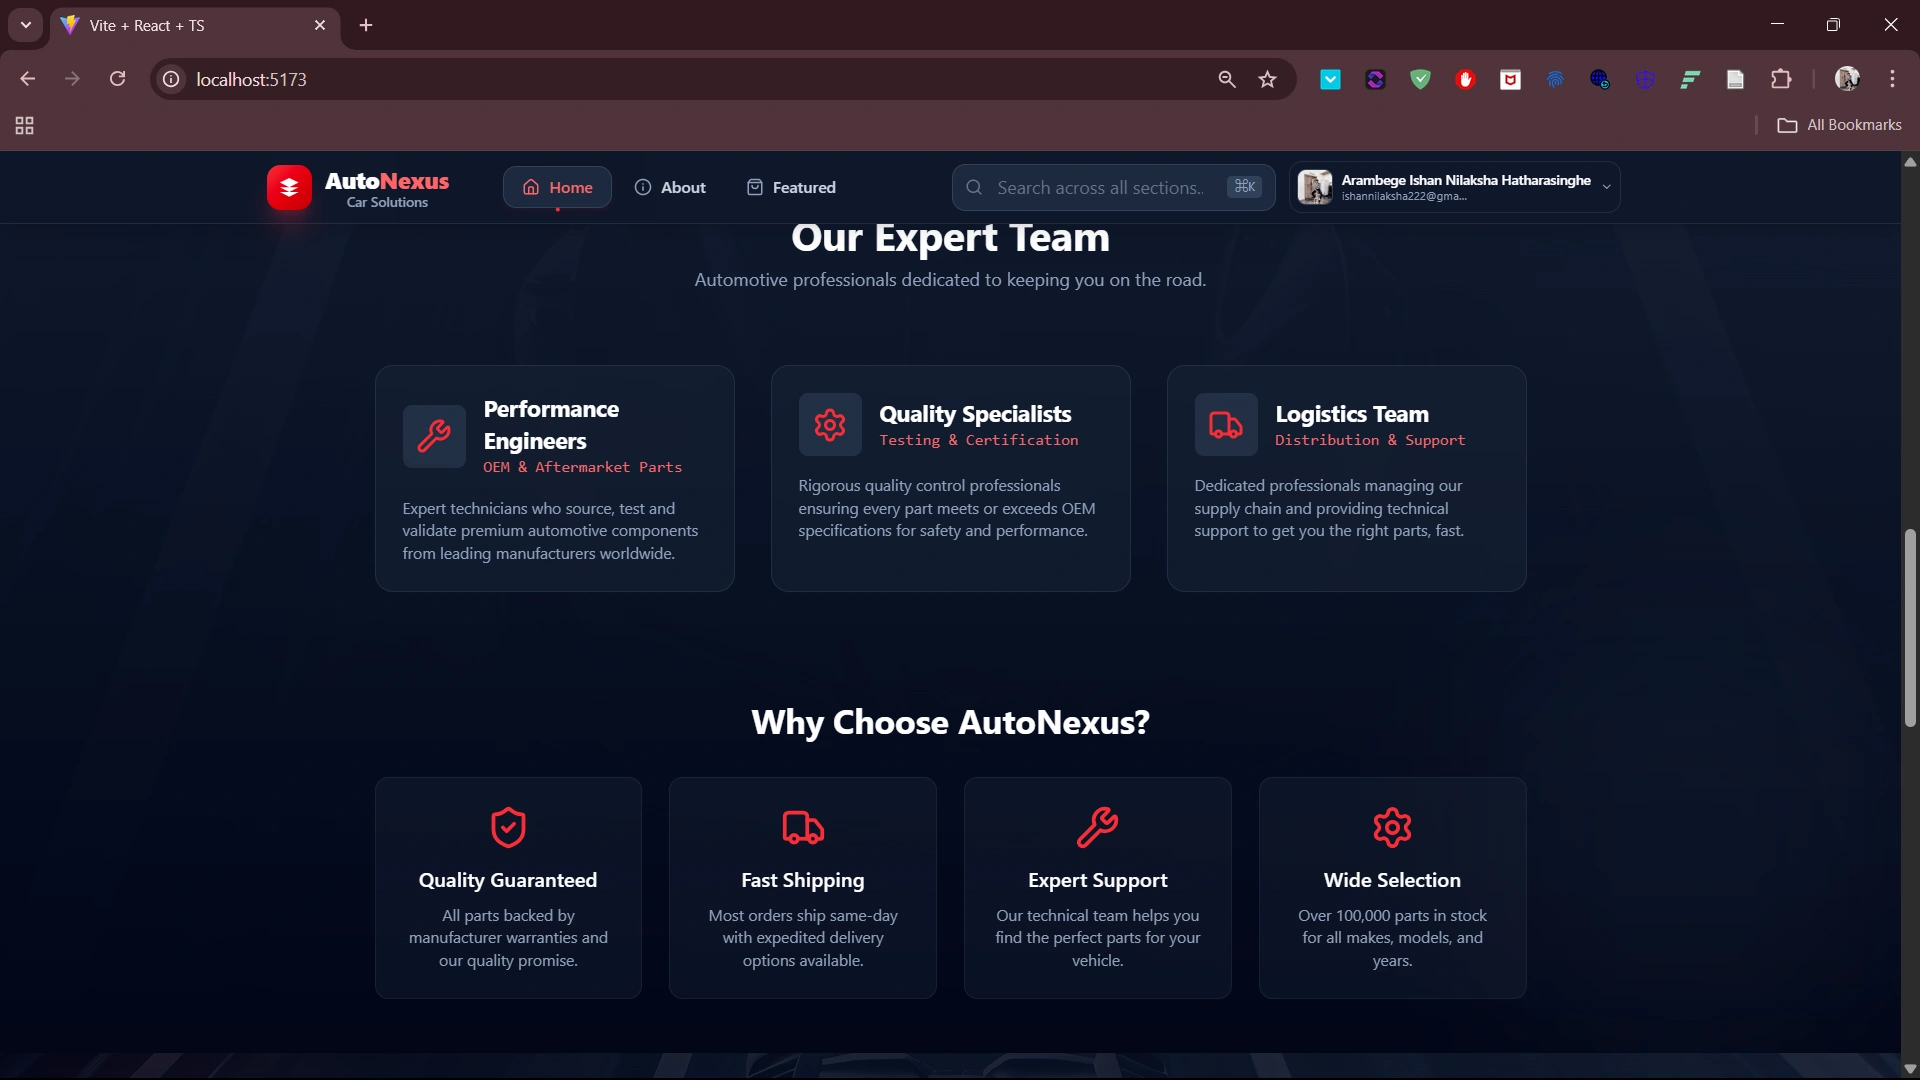 Vite + React + TS
localhost:5173
All Bookmarks
AutoNexus
Car Solutions
Home
About
Featured
Search across all sections..
⌘K
Arambege Ishan Nilaksha Hatharasinghe
ishannilaksha222@gma...
Our Expert Team
Automotive professionals dedicated to keeping you on the road.
Performance
Engineers
OEM & Aftermarket Parts
Expert technicians who source, test and
validate premium automotive components
from leading manufacturers worldwide.
Quality Specialists
Testing & Certification
Rigorous quality control professionals
ensuring every part meets or exceeds OEM
specifications for safety and performance.
Logistics Team
Distribution & Support
Dedicated professionals managing our
supply chain and providing technical
support to get you the right parts, fast.
Why Choose AutoNexus?
Quality Guaranteed
All parts backed by
manufacturer warranties and
our quality promise.
Fast Shipping
Most orders ship same-day
with expedited delivery
options available.
Expert Support
Our technical team helps you
find the perfect parts for your
vehicle.
Wide Selection
Over 100,000 parts in stock
for all makes, models, and
years.